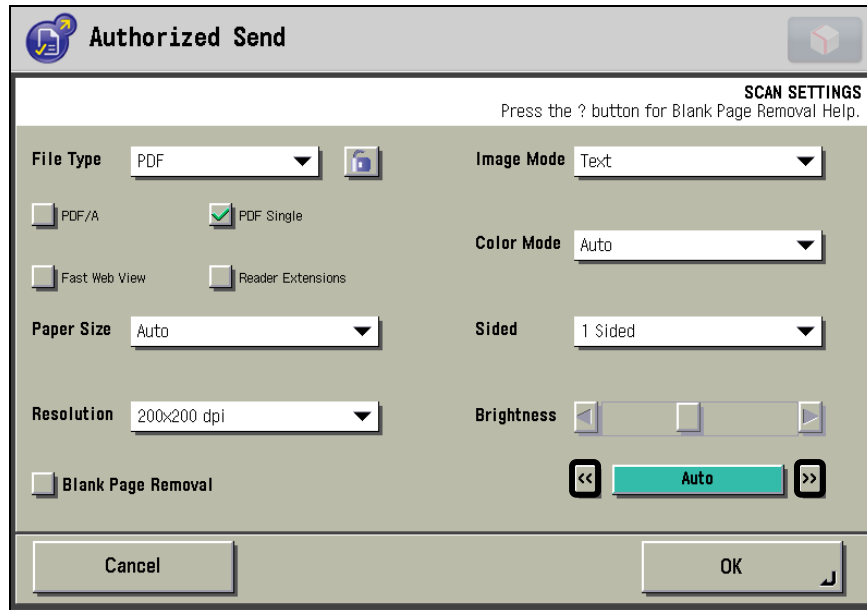 Authorized Send
SCAN SETTINGS
Press the ? button for Blank Page Removal Help.
File Type PDF
Image Mode Text
PDF/A PDF Single
Color Mode Auto
Fast Web View Reader Extensions
Paper Size Auto
Sided 1 Sided
Resolution 200x200 dpi
Brightness
Blank Page Removal
<< Auto >>
Cancel OK